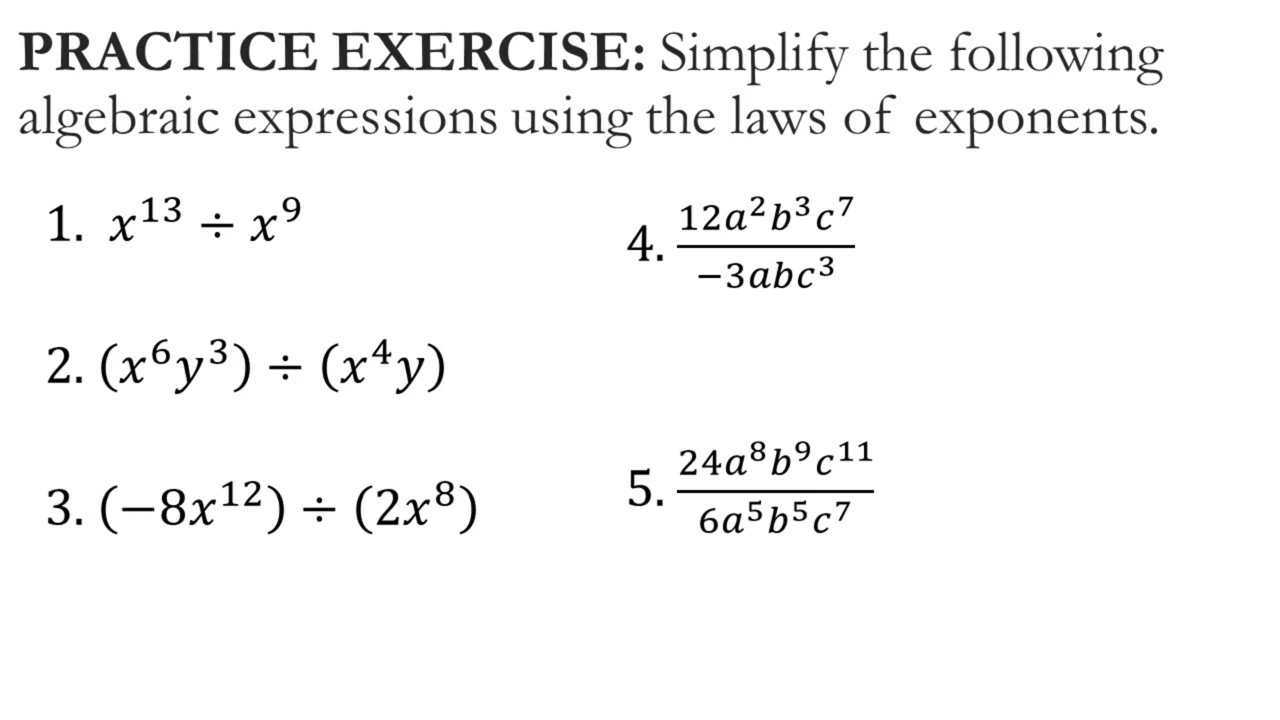 PRACTICE EXERCISE: Simplify the following
algebraic expressions using the laws of exponents.
1. x¹³ ÷ x⁹
2. (x⁶y³) ÷ (x⁴y)
3. (−8x¹²) ÷ (2x⁸)
4. 12a²b³c⁷
−3abc³
5. 24a⁸b⁹c¹¹
6a⁵b⁵c⁷